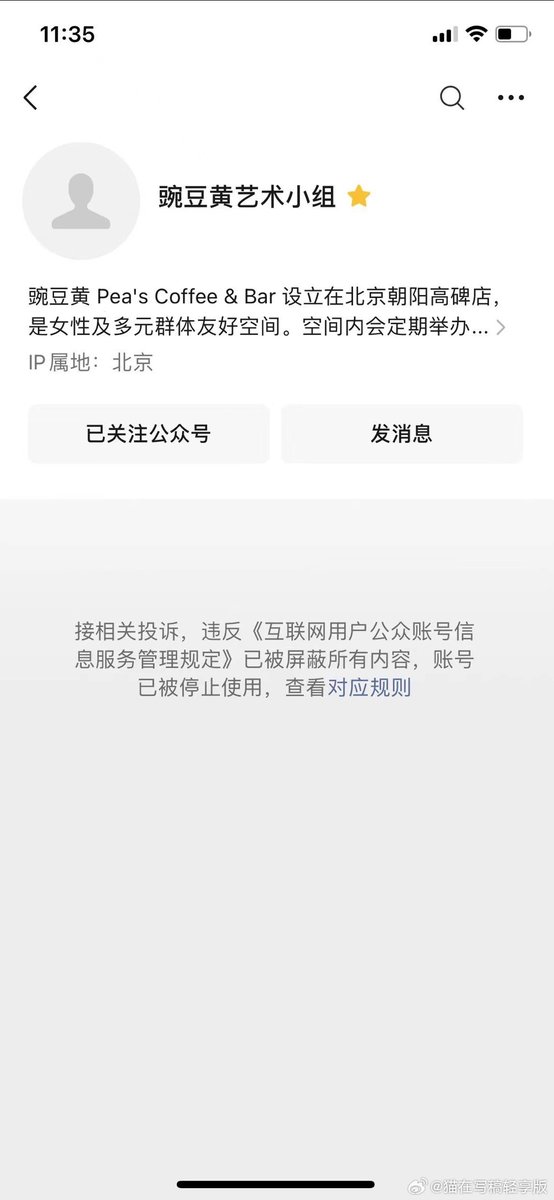 11:35
豌豆黄艺术小组
豌豆黄 Pea's Coffee & Bar 设立在北京朝阳高碑店，
是女性及多元群体友好空间。空间内会定期举办...
IP属地：北京
已关注公众号
发消息
接相关投诉，违反《互联网用户公众账号信
息服务管理规定》已被屏蔽所有内容，账号
已被停止使用，查看对应规则
@猫在写稿轻享版